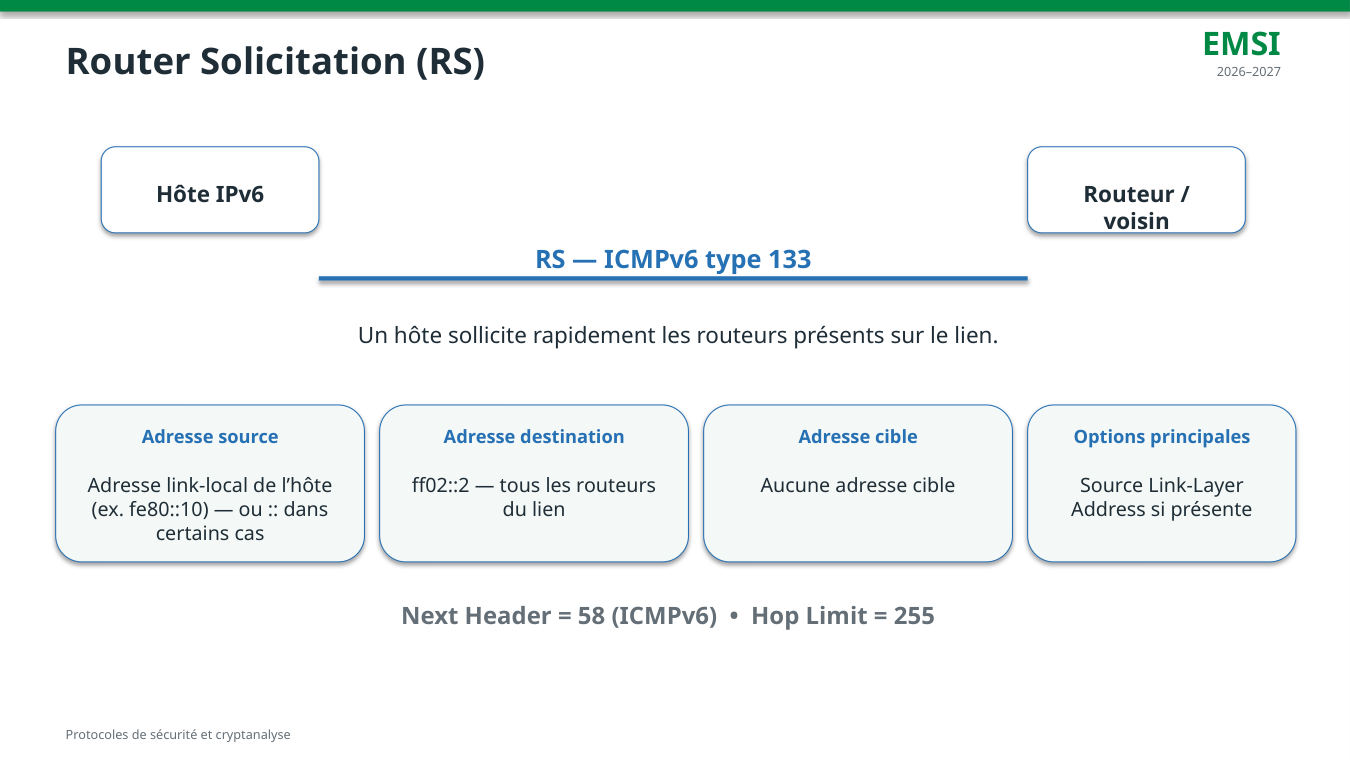 Router Solicitation (RS)
EMSI
2026–2027
Hôte IPv6
Routeur /
voisin
RS — ICMPv6 type 133
Un hôte sollicite rapidement les routeurs présents sur le lien.
Adresse source
Adresse link-local de l’hôte
(ex. fe80::10) — ou :: dans
certains cas
Adresse destination
ff02::2 — tous les routeurs
du lien
Adresse cible
Aucune adresse cible
Options principales
Source Link-Layer
Address si présente
Next Header = 58 (ICMPv6) • Hop Limit = 255
Protocoles de sécurité et cryptanalyse